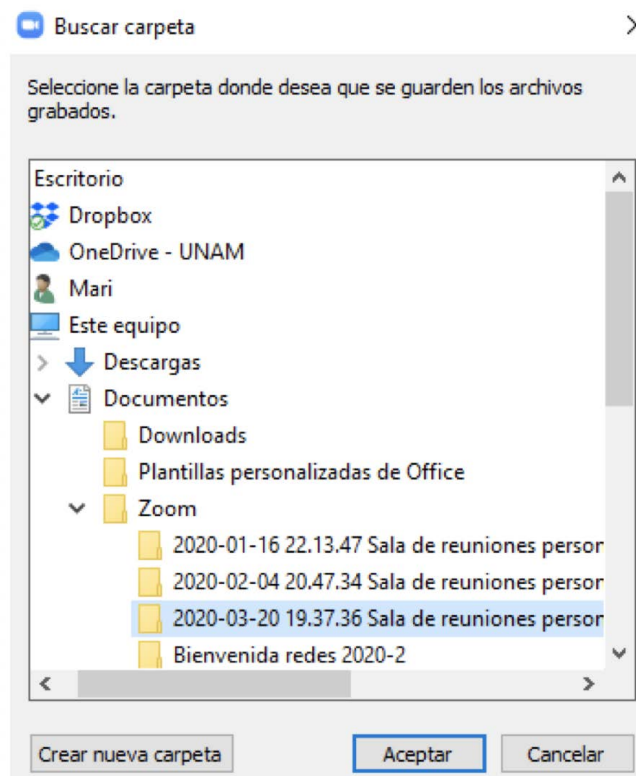 Buscar carpeta
Seleccione la carpeta donde desea que se guarden los archivos
grabados.
Escritorio
Dropbox
OneDrive - UNAM
Mari
Este equipo
Descargas
Documentos
Downloads
Plantillas personalizadas de Office
Zoom
2020-01-16 22.13.47 Sala de reuniones person
2020-02-04 20.47.34 Sala de reuniones person
2020-03-20 19.37.36 Sala de reuniones person
Bienvenida redes 2020-2
Crear nueva carpeta
Aceptar
Cancelar